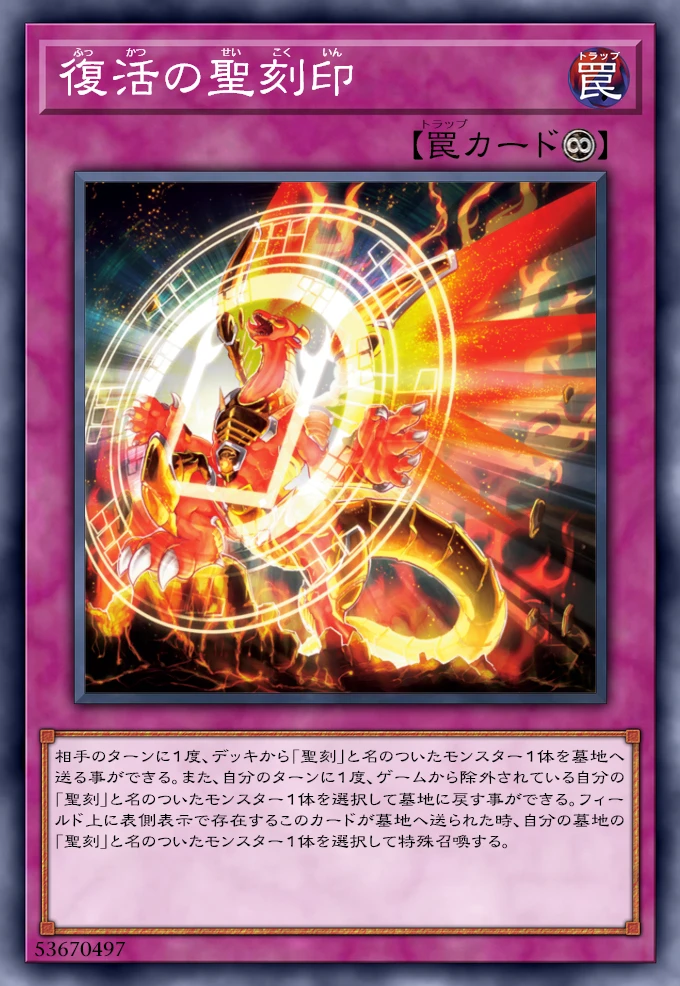 ふっ かつ せい こく いん
復活の聖刻印
トラップ
罠
トラップ
【罠カード♾】
相手のターンに1度、デッキから「聖刻」と名のついたモンスター1体を墓地へ
送る事ができる。また、自分のターンに1度、ゲームから除外されている自分の
「聖刻」と名のついたモンスター1体を選択して墓地に戻す事ができる。フィー
ルド上に表側表示で存在するこのカードが墓地へ送られた時、自分の墓地の
「聖刻」と名のついたモンスター1体を選択して特殊召喚する。
53670497